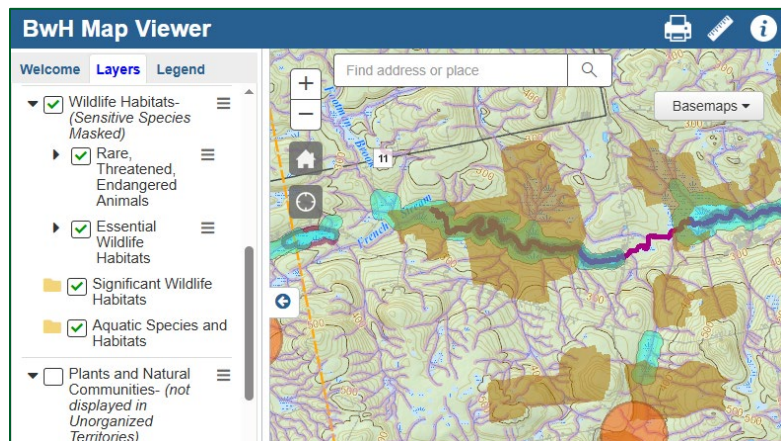 BwH Map Viewer
Welcome Layers Legend
Wildlife Habitats-
(Sensitive Species
Masked)
Rare,
Threatened,
Endangered
Animals
Essential
Wildlife
Habitats
Significant Wildlife
Habitats
Aquatic Species and
Habitats
Plants and Natural
Communities- (not
displayed in
Unorganized
Territories)
+
−
Find address or place
Basemaps
11
French Stream